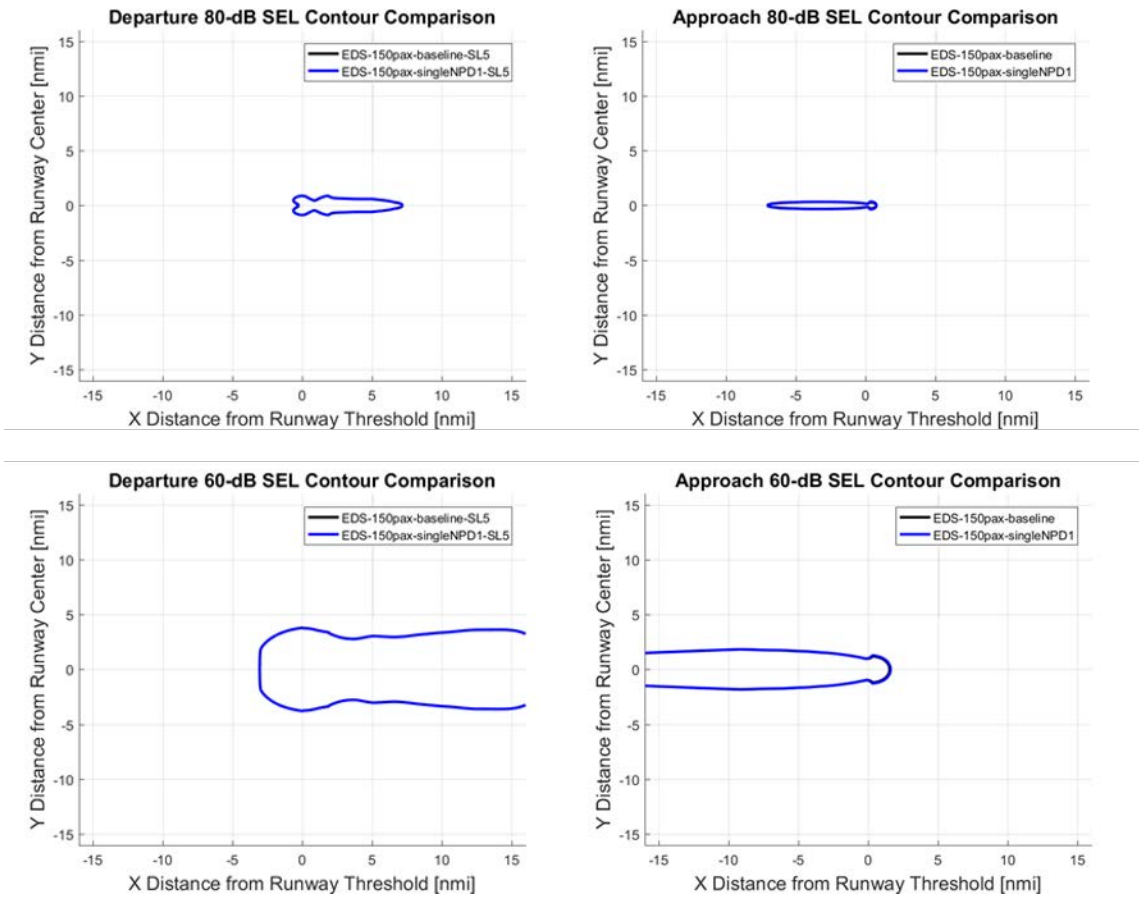 Departure 80-dB SEL Contour Comparison
EDS-150pax-baseline-SL5
EDS-150pax-singleNPD1-SL5
Y Distance from Runway Center [nmi]
15
10
5
0
-5
-10
-15
-15 -10 -5 0 5 10 15
X Distance from Runway Threshold [nmi]
Approach 80-dB SEL Contour Comparison
EDS-150pax-baseline
EDS-150pax-singleNPD1
Y Distance from Runway Center [nmi]
15
10
5
0
-5
-10
-15
-15 -10 -5 0 5 10 15
X Distance from Runway Threshold [nmi]
Departure 60-dB SEL Contour Comparison
EDS-150pax-baseline-SL5
EDS-150pax-singleNPD1-SL5
Y Distance from Runway Center [nmi]
15
10
5
0
-5
-10
-15
-15 -10 -5 0 5 10 15
X Distance from Runway Threshold [nmi]
Approach 60-dB SEL Contour Comparison
EDS-150pax-baseline
EDS-150pax-singleNPD1
Y Distance from Runway Center [nmi]
15
10
5
0
-5
-10
-15
-15 -10 -5 0 5 10 15
X Distance from Runway Threshold [nmi]